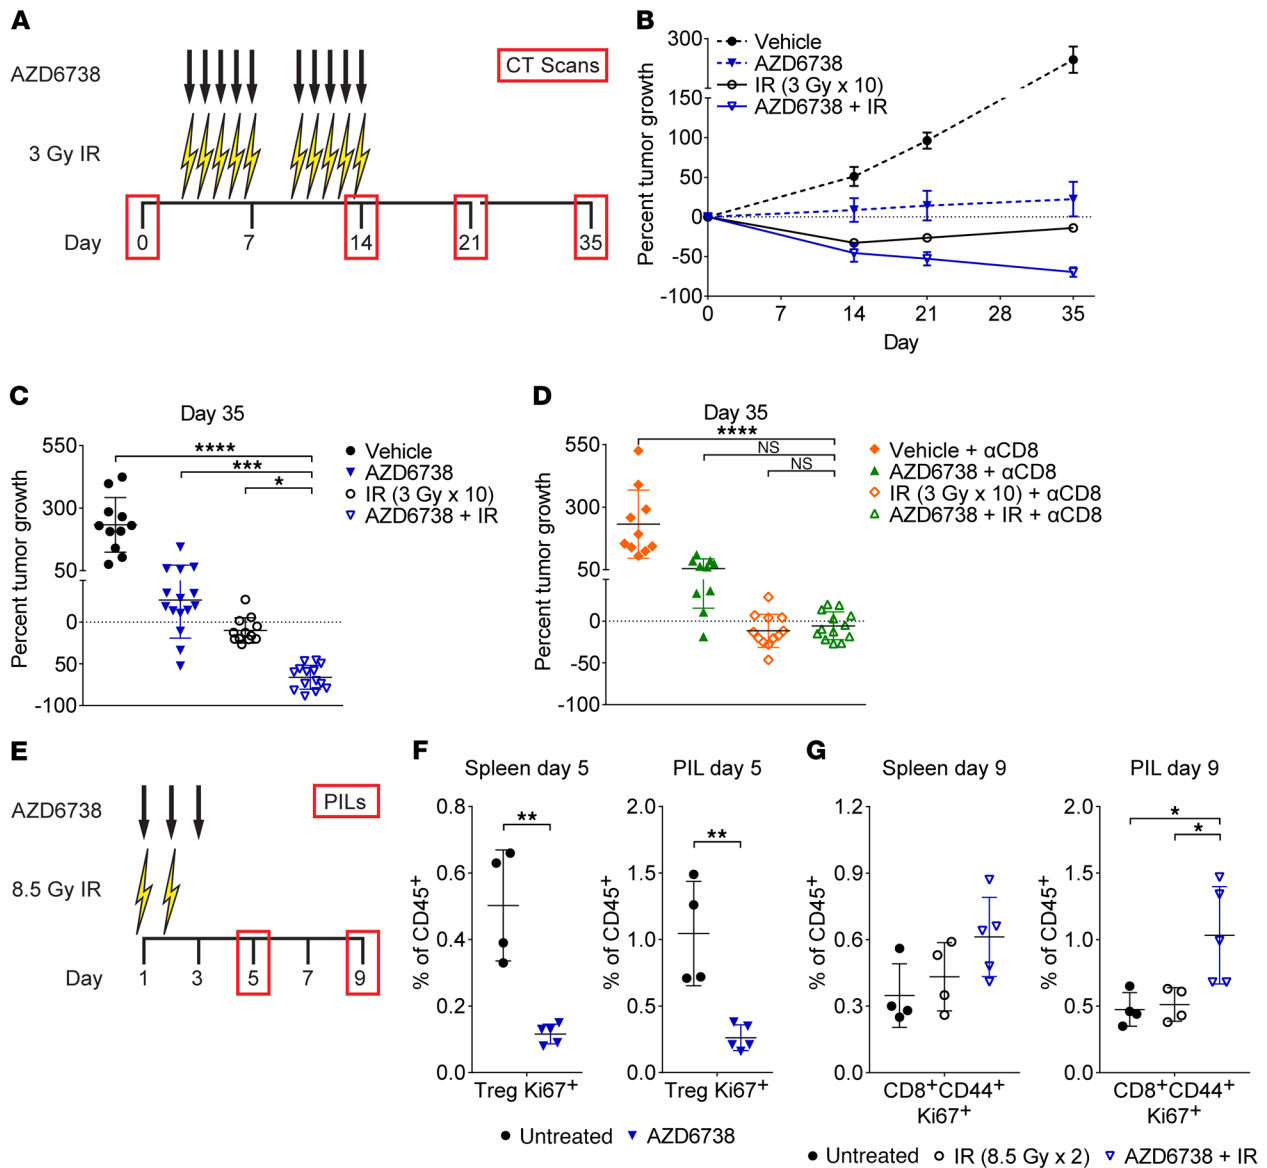 A
AZD6738
CT Scans
3 Gy IR
Day
0
7
14
21
35
B
300
150
100
50
0
-50
-100
Percent tumor growth
Vehicle
AZD6738
IR (3 Gy x 10)
AZD6738 + IR
0
7
14
21
28
35
Day
C
Day 35
550
300
50
0
50
-100
Percent tumor growth
****
***
*
Vehicle
AZD6738
IR (3 Gy x 10)
AZD6738 + IR
D
Day 35
550
300
50
0
-50
-100
Percent tumor growth
****
NS
NS
Vehicle + αCD8
AZD6738 + αCD8
IR (3 Gy x 10) + αCD8
AZD6738 + IR + αCD8
E
AZD6738
PILs
8.5 Gy IR
Day
1
3
5
7
9
F
Spleen day 5
0.8
0.6
0.4
0.2
0.0
% of CD45+
**
Treg Ki67+
PIL day 5
2.0
1.5
1.0
0.5
0.0
% of CD45+
**
Treg Ki67+
Untreated
AZD6738
G
Spleen day 9
1.2
0.9
0.6
0.3
0.0
% of CD45+
CD8+CD44+
Ki67+
PIL day 9
2.0
1.5
1.0
0.5
0.0
% of CD45+
*
*
CD8+CD44+
Ki67+
Untreated
IR (8.5 Gy x 2)
AZD6738 + IR